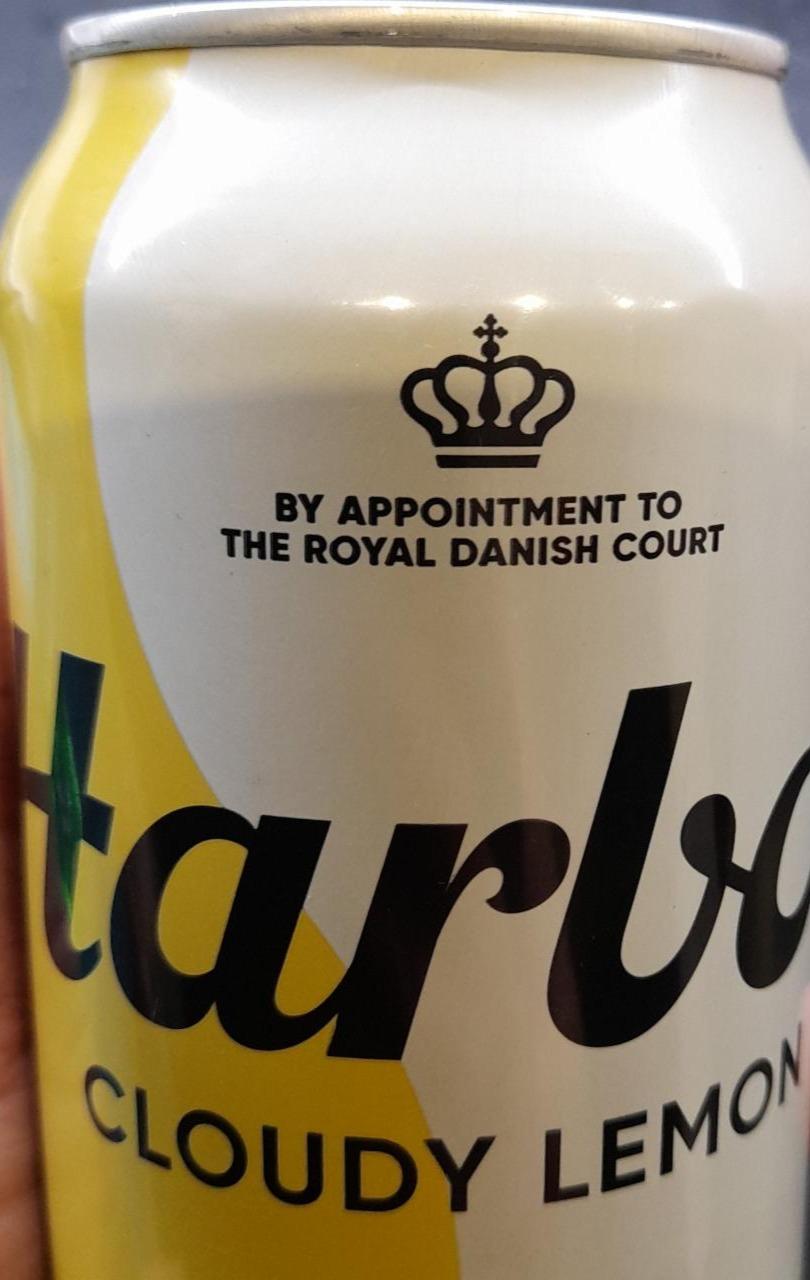 BY APPOINTMENT TO
THE ROYAL DANISH COURT
CLOUDY LEMON